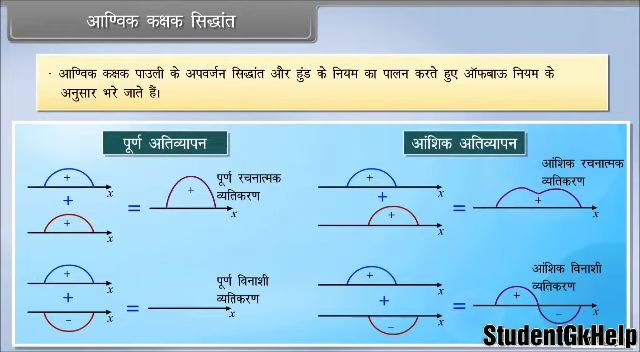 आण्विक कक्षक सिद्धांत
· आण्विक कक्षक पाउली के अपवर्जन सिद्धांत और हुंड के नियम का पालन करते हुए ऑफबाऊ नियम के
अनुसार भरे जाते हैं।
पूर्ण अतिव्यापन
+ x
+
+ x
=
+ x
पूर्ण रचनात्मक
व्यतिकरण
+ x
+
− x
=
x
पूर्ण विनाशी
व्यतिकरण
आंशिक अतिव्यापन
+ x
+
+ x
=
+ x
आंशिक रचनात्मक
व्यतिकरण
+ x
+
− x
=
+ − x
आंशिक विनाशी
व्यतिकरण
StudentGkHelp